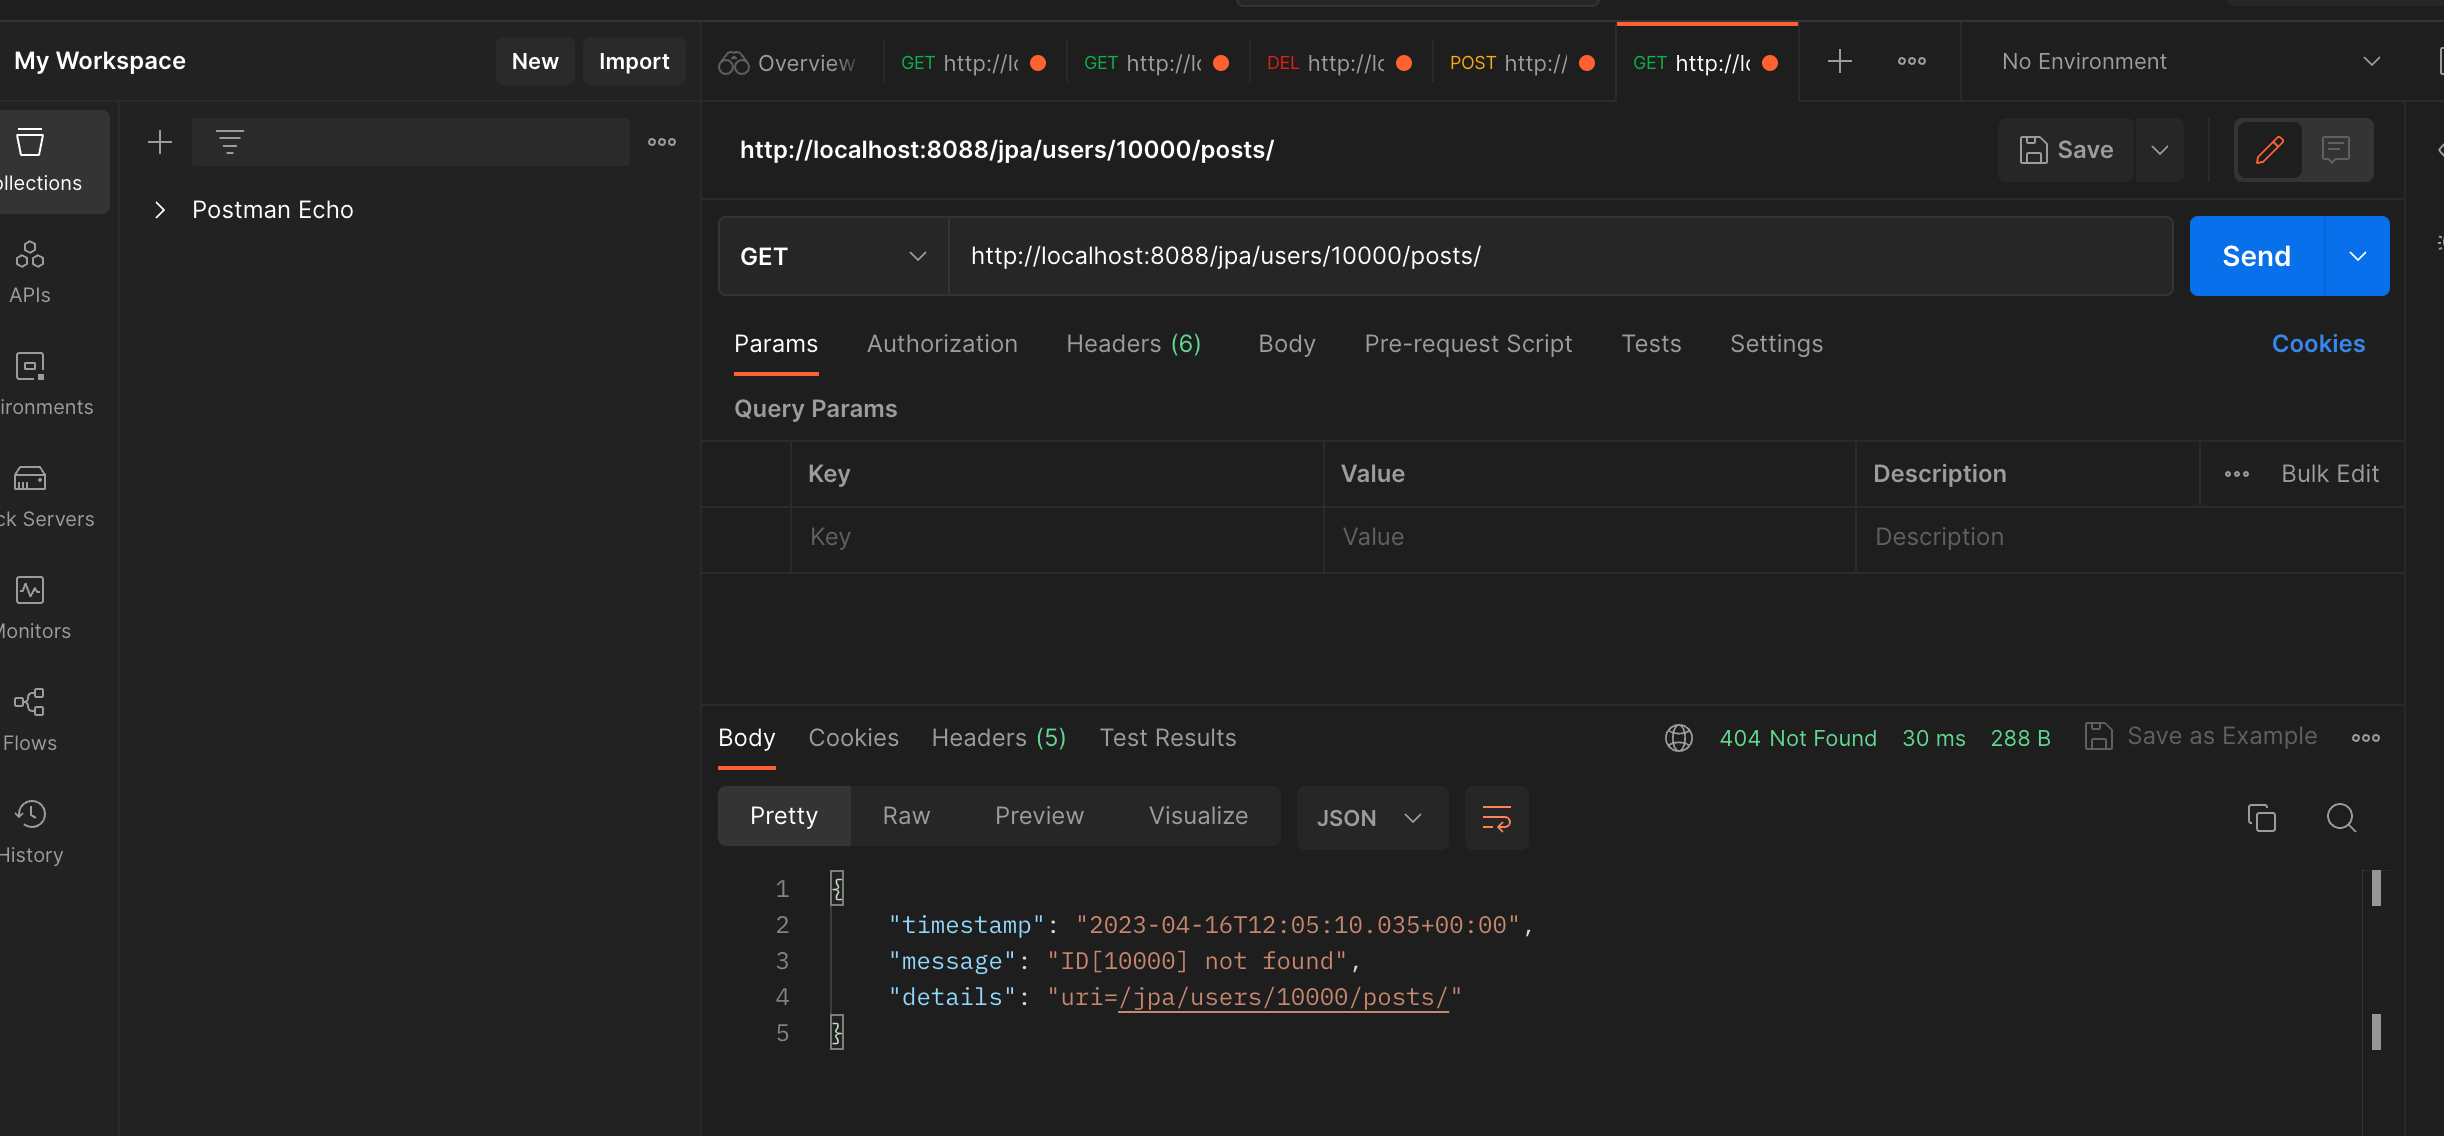 My Workspace
New
Import
Overview
GET http://lo
GET http://lo
DEL http://lo
POST http://
GET http://lo
No Environment
ollections
APIs
ironments
ck Servers
Monitors
Flows
History
Postman Echo
http://localhost:8088/jpa/users/10000/posts/
Save
GET
http://localhost:8088/jpa/users/10000/posts/
Send
Params
Authorization
Headers (6)
Body
Pre-request Script
Tests
Settings
Cookies
Query Params
Key
Value
Description
Bulk Edit
Key
Value
Description
Body
Cookies
Headers (5)
Test Results
404 Not Found
30 ms
288 B
Save as Example
Pretty
Raw
Preview
Visualize
JSON
1 {
2 "timestamp": "2023-04-16T12:05:10.035+00:00",
3 "message": "ID[10000] not found",
4 "details": "uri=/jpa/users/10000/posts/"
5 }